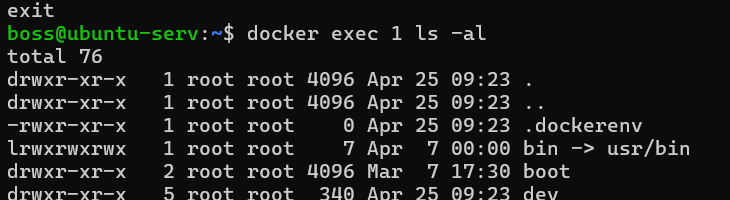 exit
boss@ubuntu-serv:~$ docker exec 1 ls -al
total 76
drwxr-xr-x   1 root root 4096 Apr 25 09:23 .
drwxr-xr-x   1 root root 4096 Apr 25 09:23 ..
-rwxr-xr-x   1 root root    0 Apr 25 09:23 .dockerenv
lrwxrwxrwx   1 root root    7 Apr  7 00:00 bin -> usr/bin
drwxr-xr-x   2 root root 4096 Mar  7 17:30 boot
drwxr-xr-x   5 root root  340 Apr 25 09:23 dev